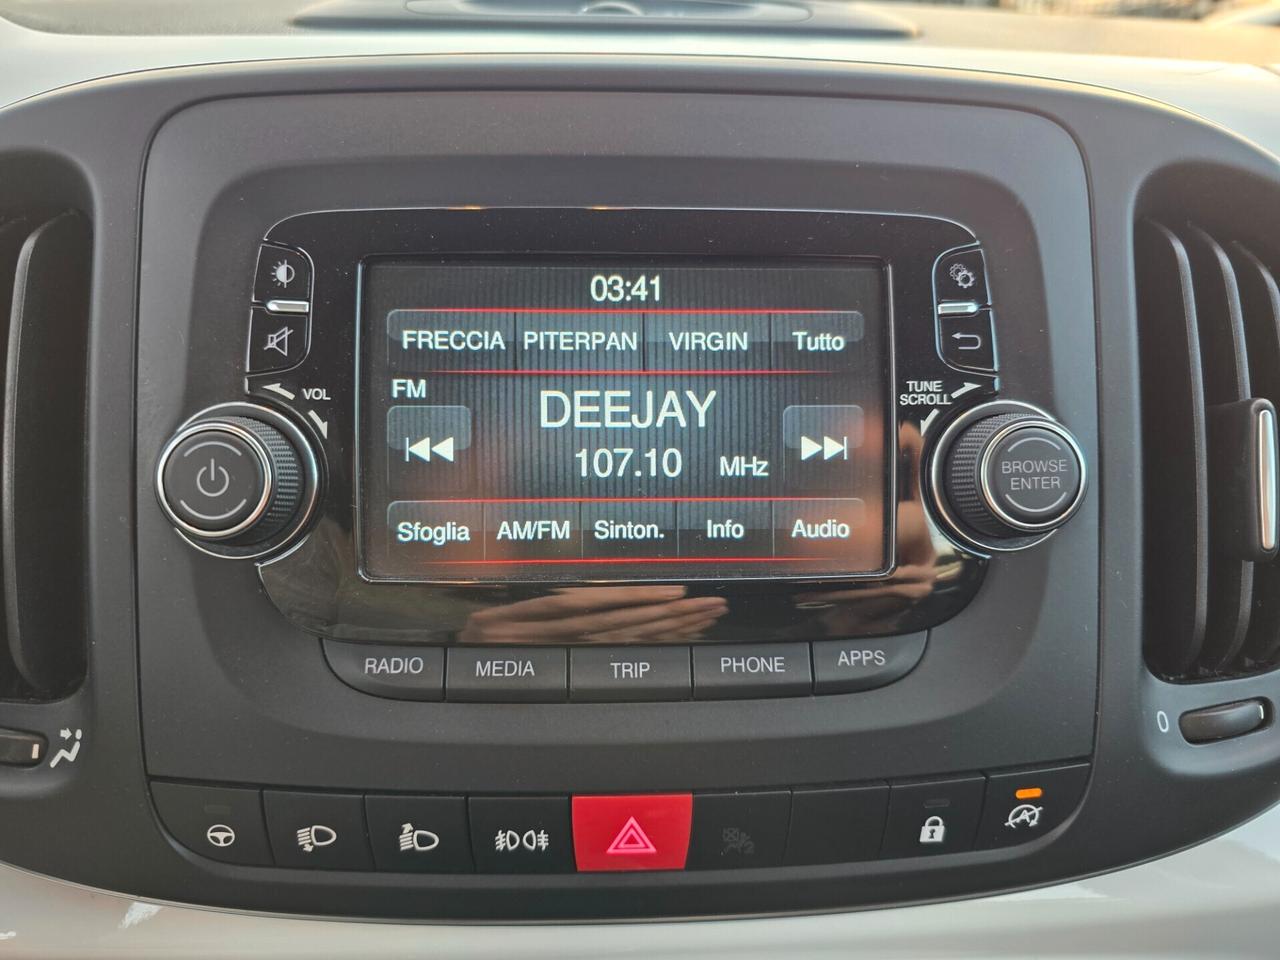 03:41
FRECCIA PITERPAN VIRGIN Tutto
FM
DEEJAY
107.10 MHz
Sfoglia AM/FM Sinton. Info Audio
VOL
TUNE
SCROLL
BROWSE
ENTER
RADIO MEDIA TRIP PHONE APPS
0